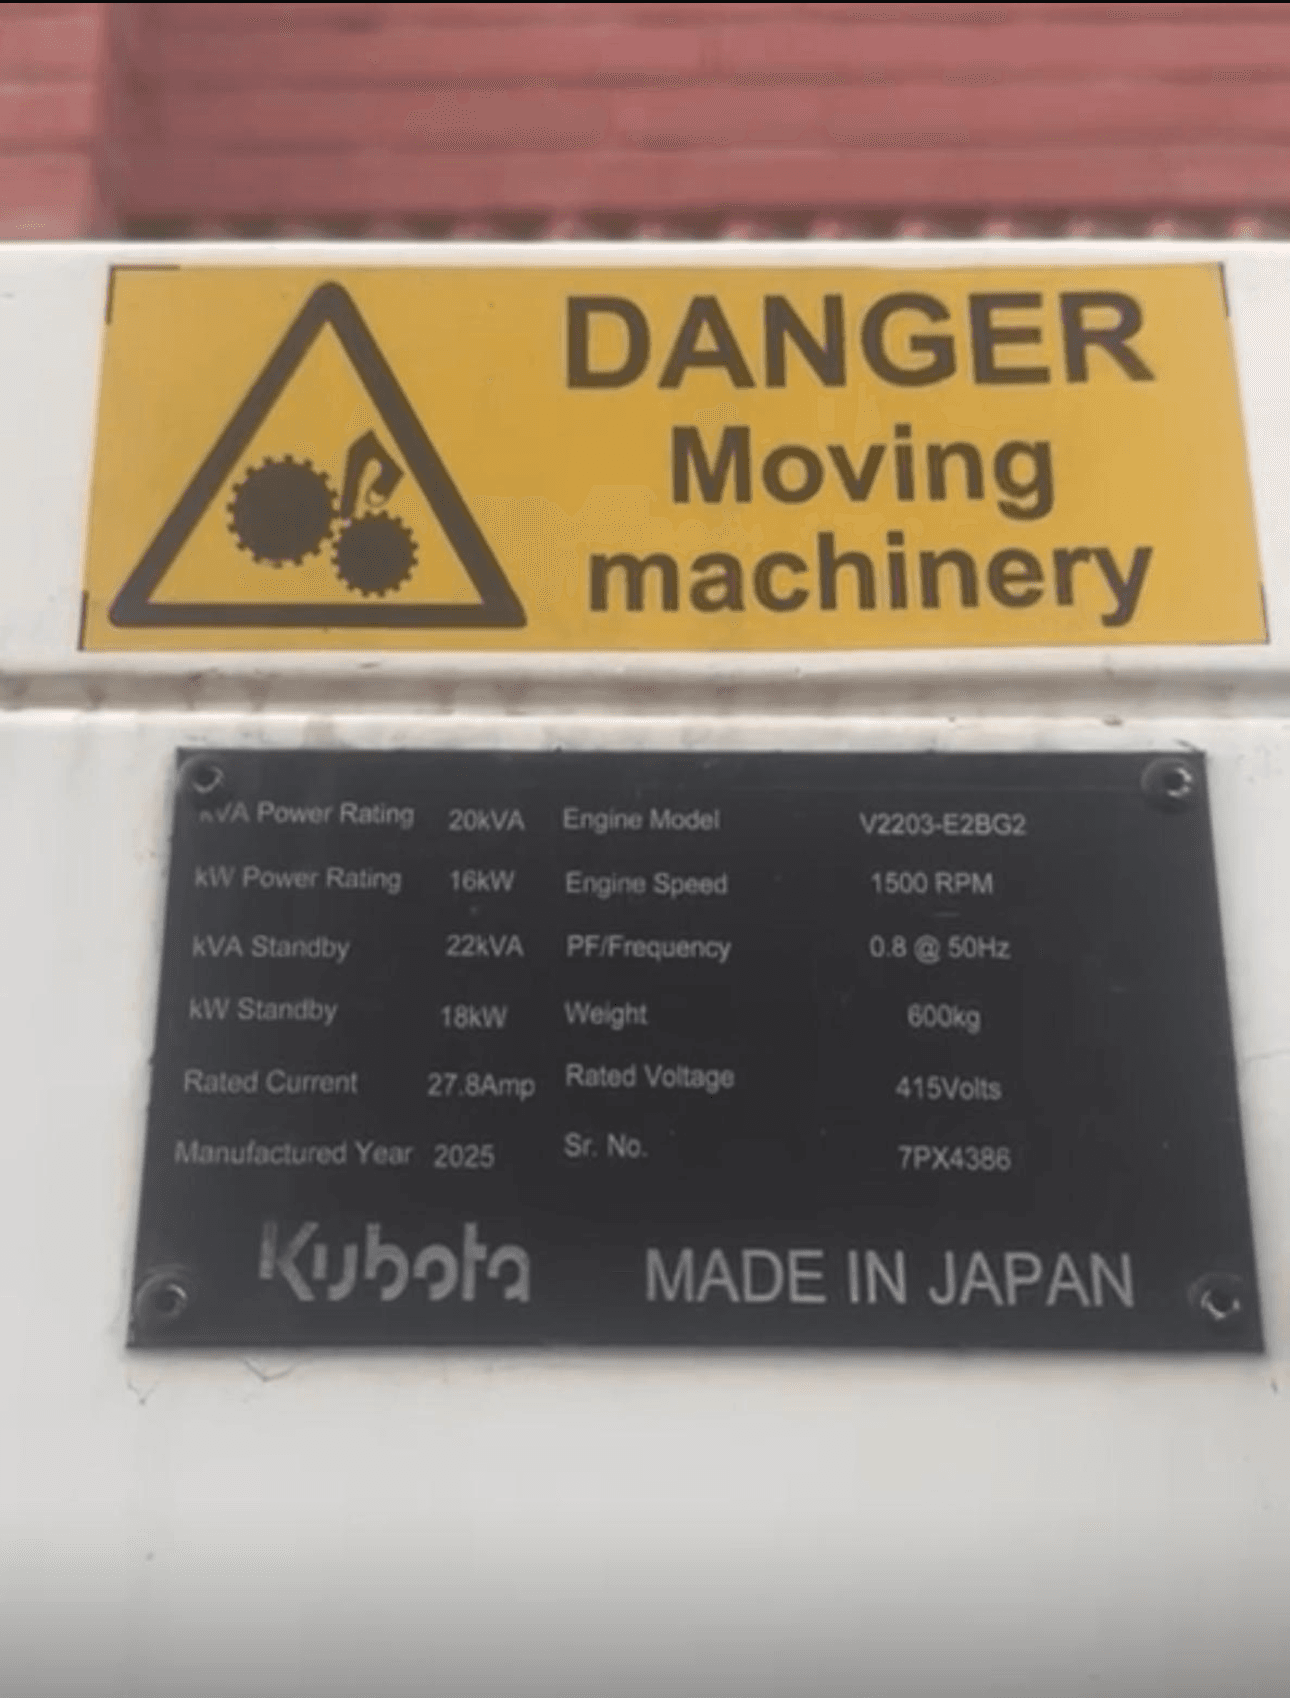 DANGER
Moving
machinery
kVA Power Rating 20kVA Engine Model V2203-E2BG2
kW Power Rating 16kW Engine Speed 1500 RPM
kVA Standby 22kVA PF/Frequency 0.8 @ 50Hz
kW Standby 18kW Weight 600kg
Rated Current 27.8Amp Rated Voltage 415Volts
Manufactured Year 2025 Sr. No. 7PX4386
Kubota MADE IN JAPAN